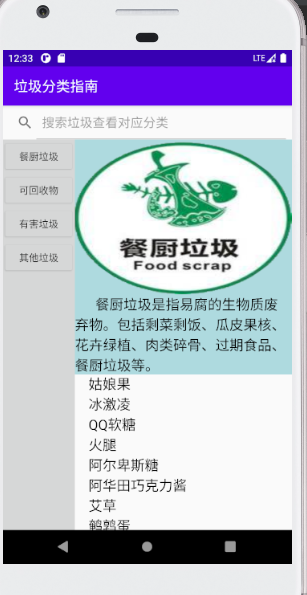 12:33
LTE
垃圾分类指南
搜索垃圾查看对应分类
餐厨垃圾
可回收物
有害垃圾
其他垃圾
餐厨垃圾
Food scrap
餐厨垃圾是指易腐的生物质废
弃物。包括剩菜剩饭、瓜皮果核、
花卉绿植、肉类碎骨、过期食品、
餐厨垃圾等。
姑娘果
冰激凌
QQ软糖
火腿
阿尔卑斯糖
阿华田巧克力酱
艾草
鹌鹑蛋